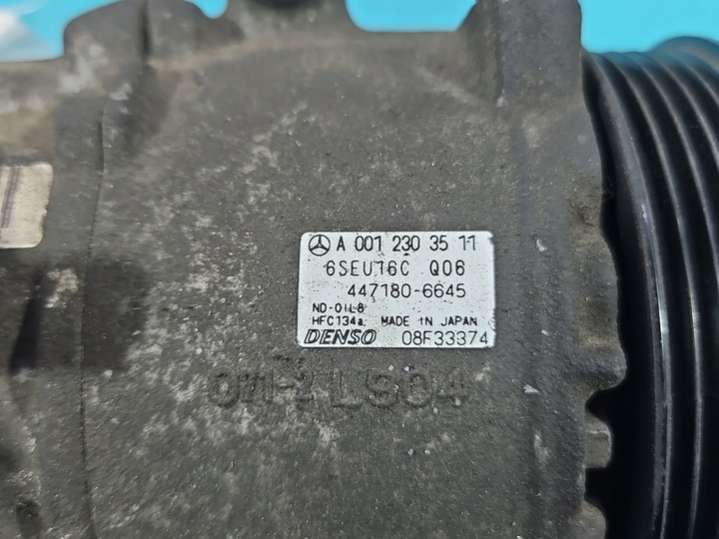 A 001 230 35 11
6SEU16C Q06
447180-6645
ND-OIL8
HFC134a MADE IN JAPAN
DENSO 08F33374